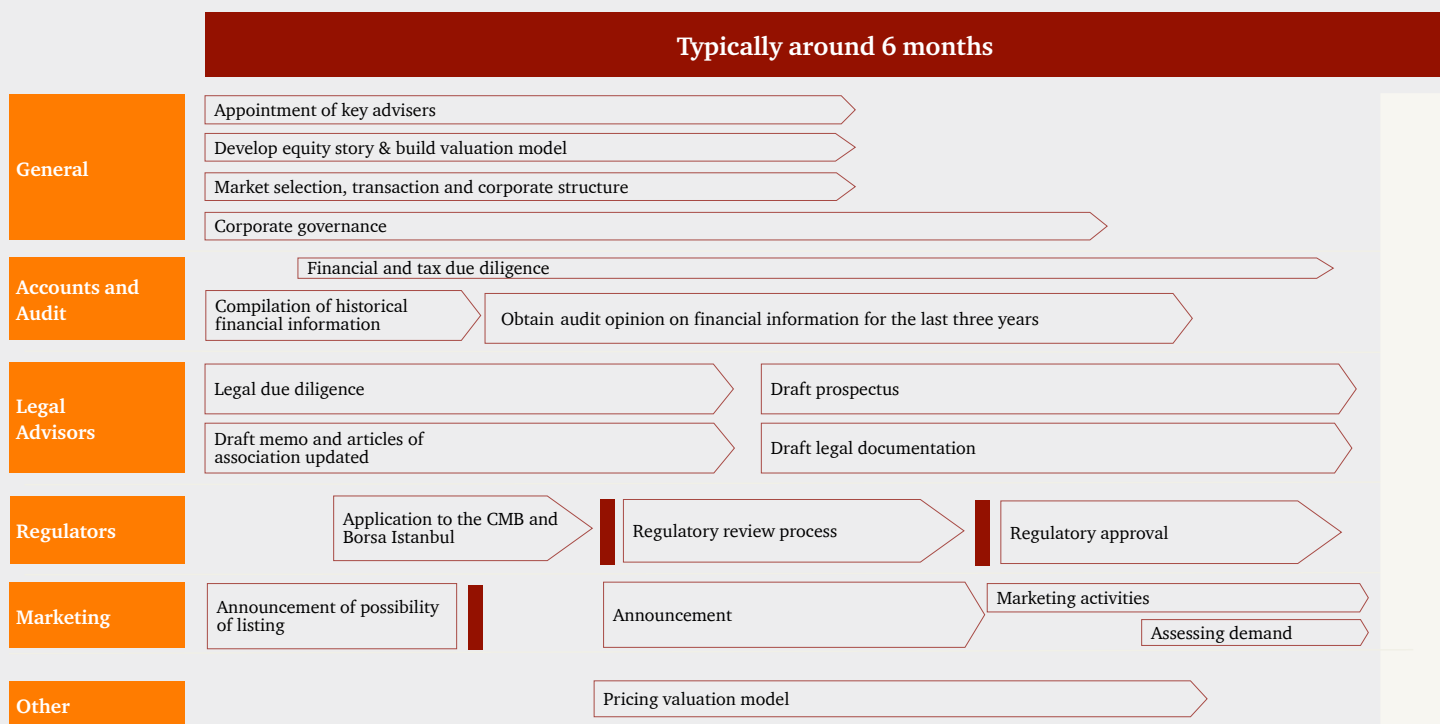 Typically around 6 months
General
Appointment of key advisers
Develop equity story & build valuation model
Market selection, transaction and corporate structure
Corporate governance
Accounts and
Audit
Financial and tax due diligence
Compilation of historical
financial information
Obtain audit opinion on financial information for the last three years
Legal
Advisors
Legal due diligence
Draft prospectus
Draft memo and articles of
association updated
Draft legal documentation
Regulators
Application to the CMB and
Borsa Istanbul
Regulatory review process
Regulatory approval
Marketing
Announcement of possibility
of listing
Announcement
Marketing activities
Assessing demand
Other
Pricing valuation model